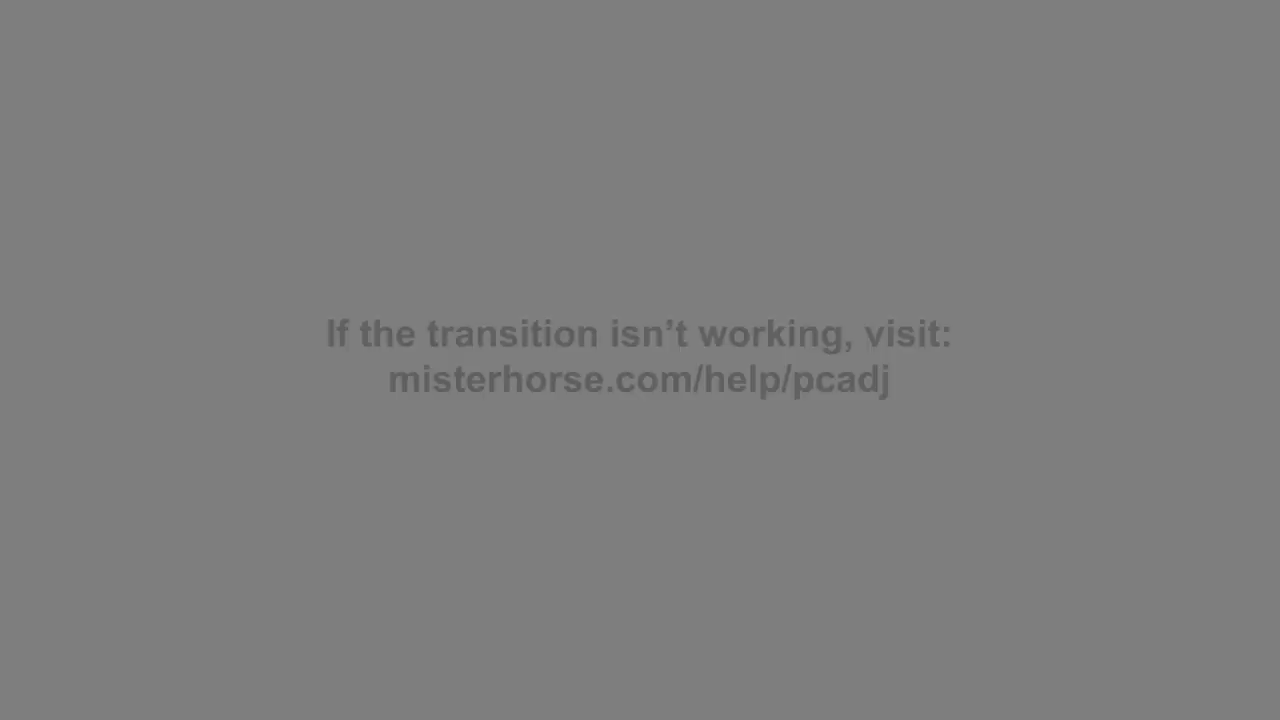 If the transition isn’t working, visit:
misterhorse.com/help/pcadj